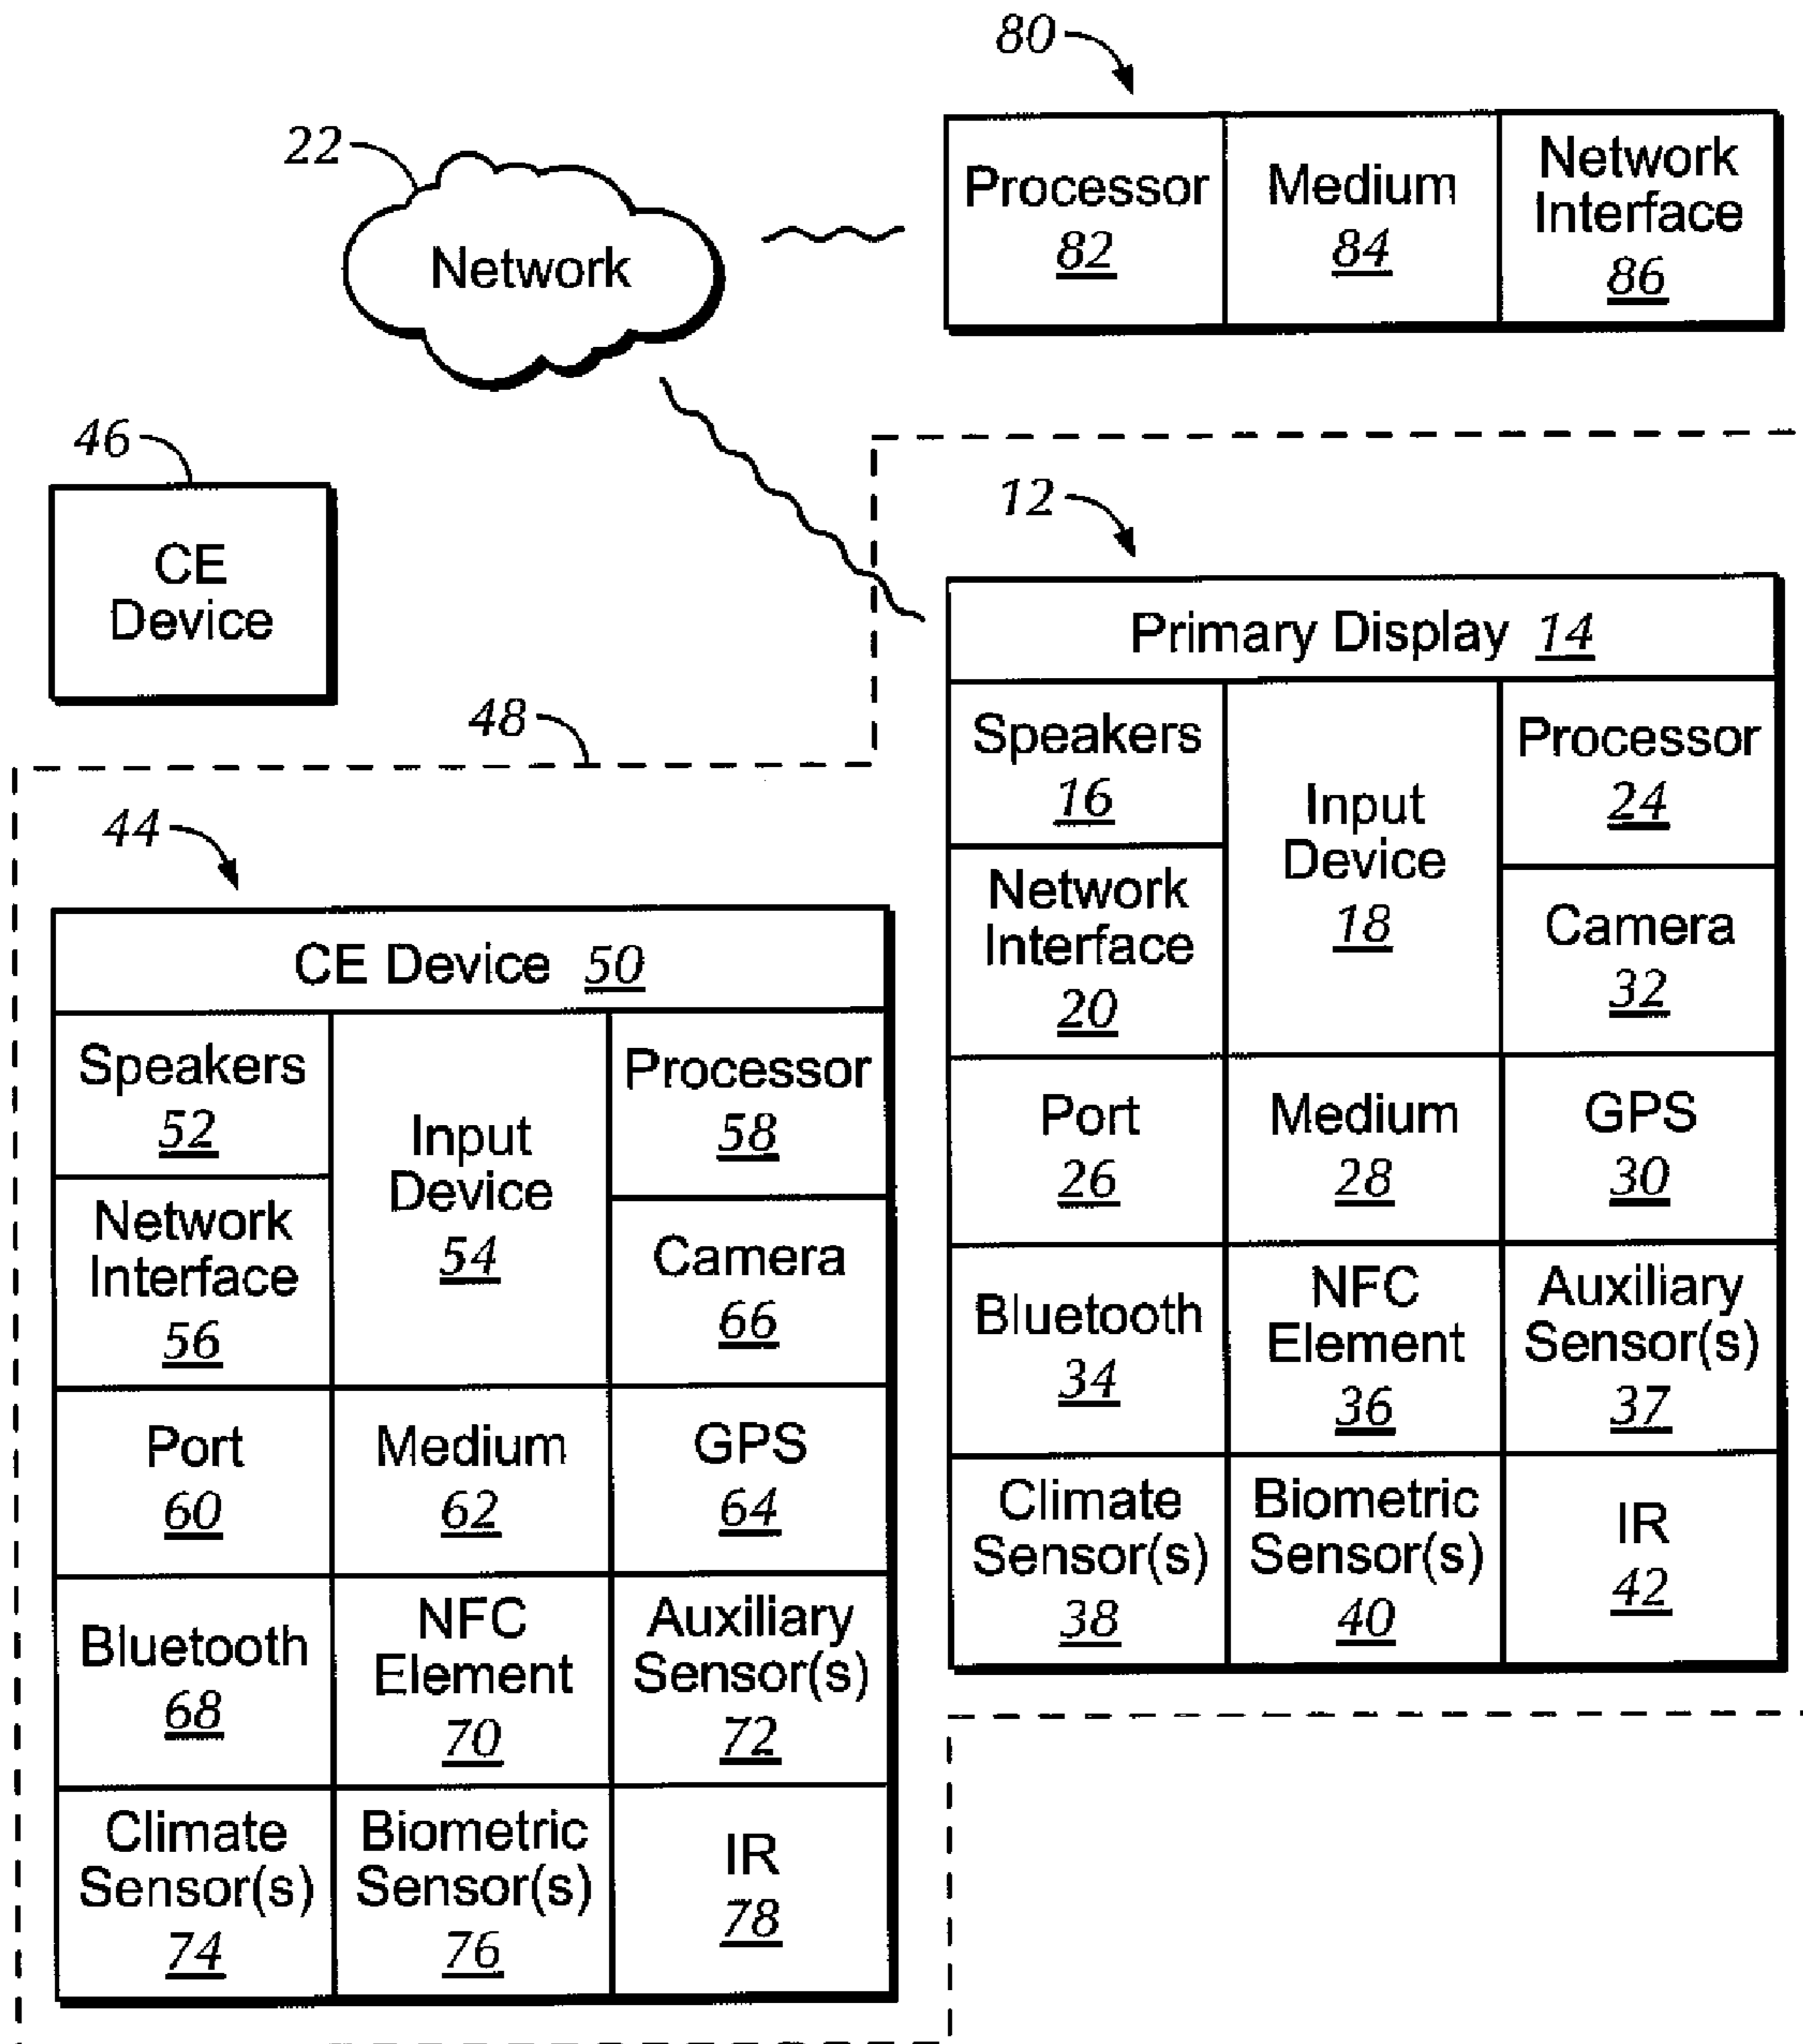 80
Processor
82
Medium
84
Network
Interface
86
22
Network
46
CE
Device
48
12
Primary Display 14
Speakers
16
Input
Device
18
Processor
24
Network
Interface
20
Camera
32
Port
26
Medium
28
GPS
30
Bluetooth
34
NFC
Element
36
Auxiliary
Sensor(s)
37
Climate
Sensor(s)
38
Biometric
Sensor(s)
40
IR
42
44
CE Device 50
Speakers
52
Input
Device
54
Processor
58
Network
Interface
56
Camera
66
Port
60
Medium
62
GPS
64
Bluetooth
68
NFC
Element
70
Auxiliary
Sensor(s)
72
Climate
Sensor(s)
74
Biometric
Sensor(s)
76
IR
78